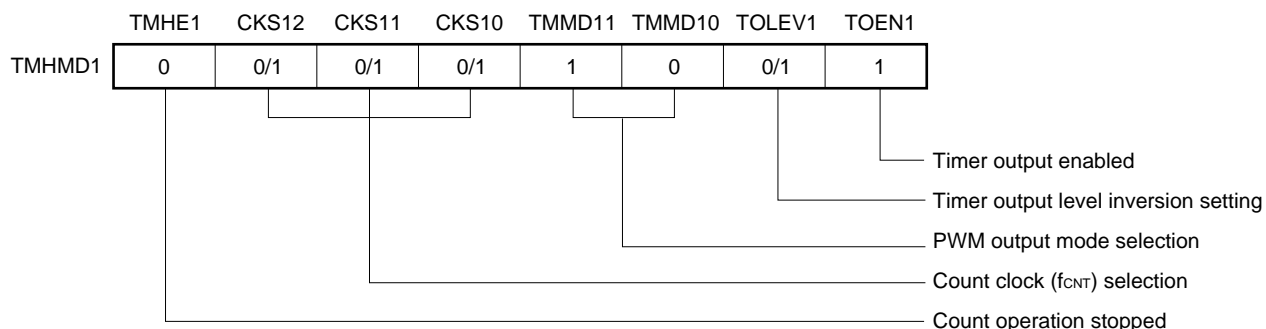 TMHE1 CKS12 CKS11 CKS10 TMMD11 TMMD10 TOLEV1 TOEN1
TMHMD1 0 0/1 0/1 0/1 1 0 0/1 1
Timer output enabled
Timer output level inversion setting
PWM output mode selection
Count clock (fCNT) selection
Count operation stopped